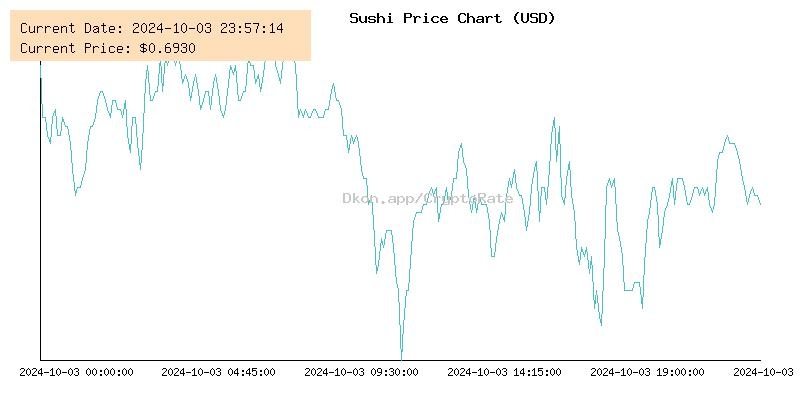 Sushi Price Chart (USD)
Current Date: 2024-10-03 23:57:14
Current Price: $0.6930
Dkon.app/CryptoRate
2024-10-03 00:00:00 2024-10-03 04:45:00 2024-10-03 09:30:00 2024-10-03 14:15:00 2024-10-03 19:00:00 2024-10-03